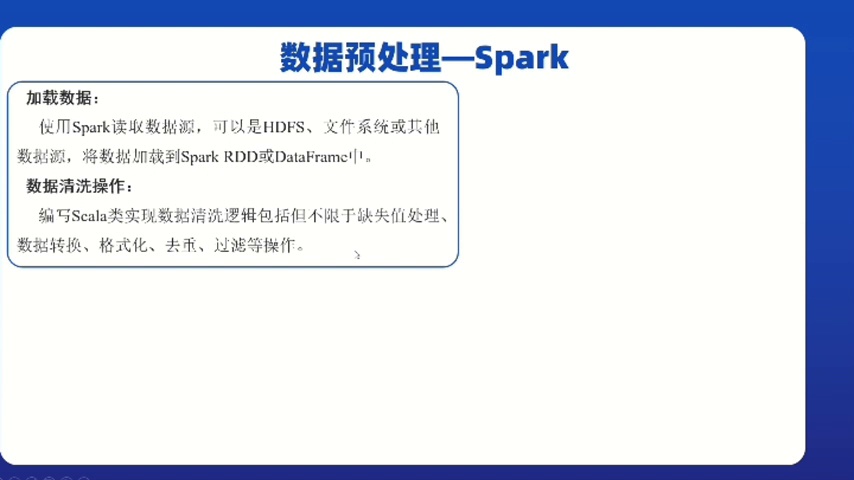 数据预处理—Spark
加载数据：
使用Spark读取数据源，可以是HDFS、文件系统或其他
数据源，将数据加载到Spark RDD或DataFrame中。
数据清洗操作：
编写Scala类实现数据清洗逻辑包括但不限于缺失值处理、
数据转换、格式化、去重、过滤等操作。